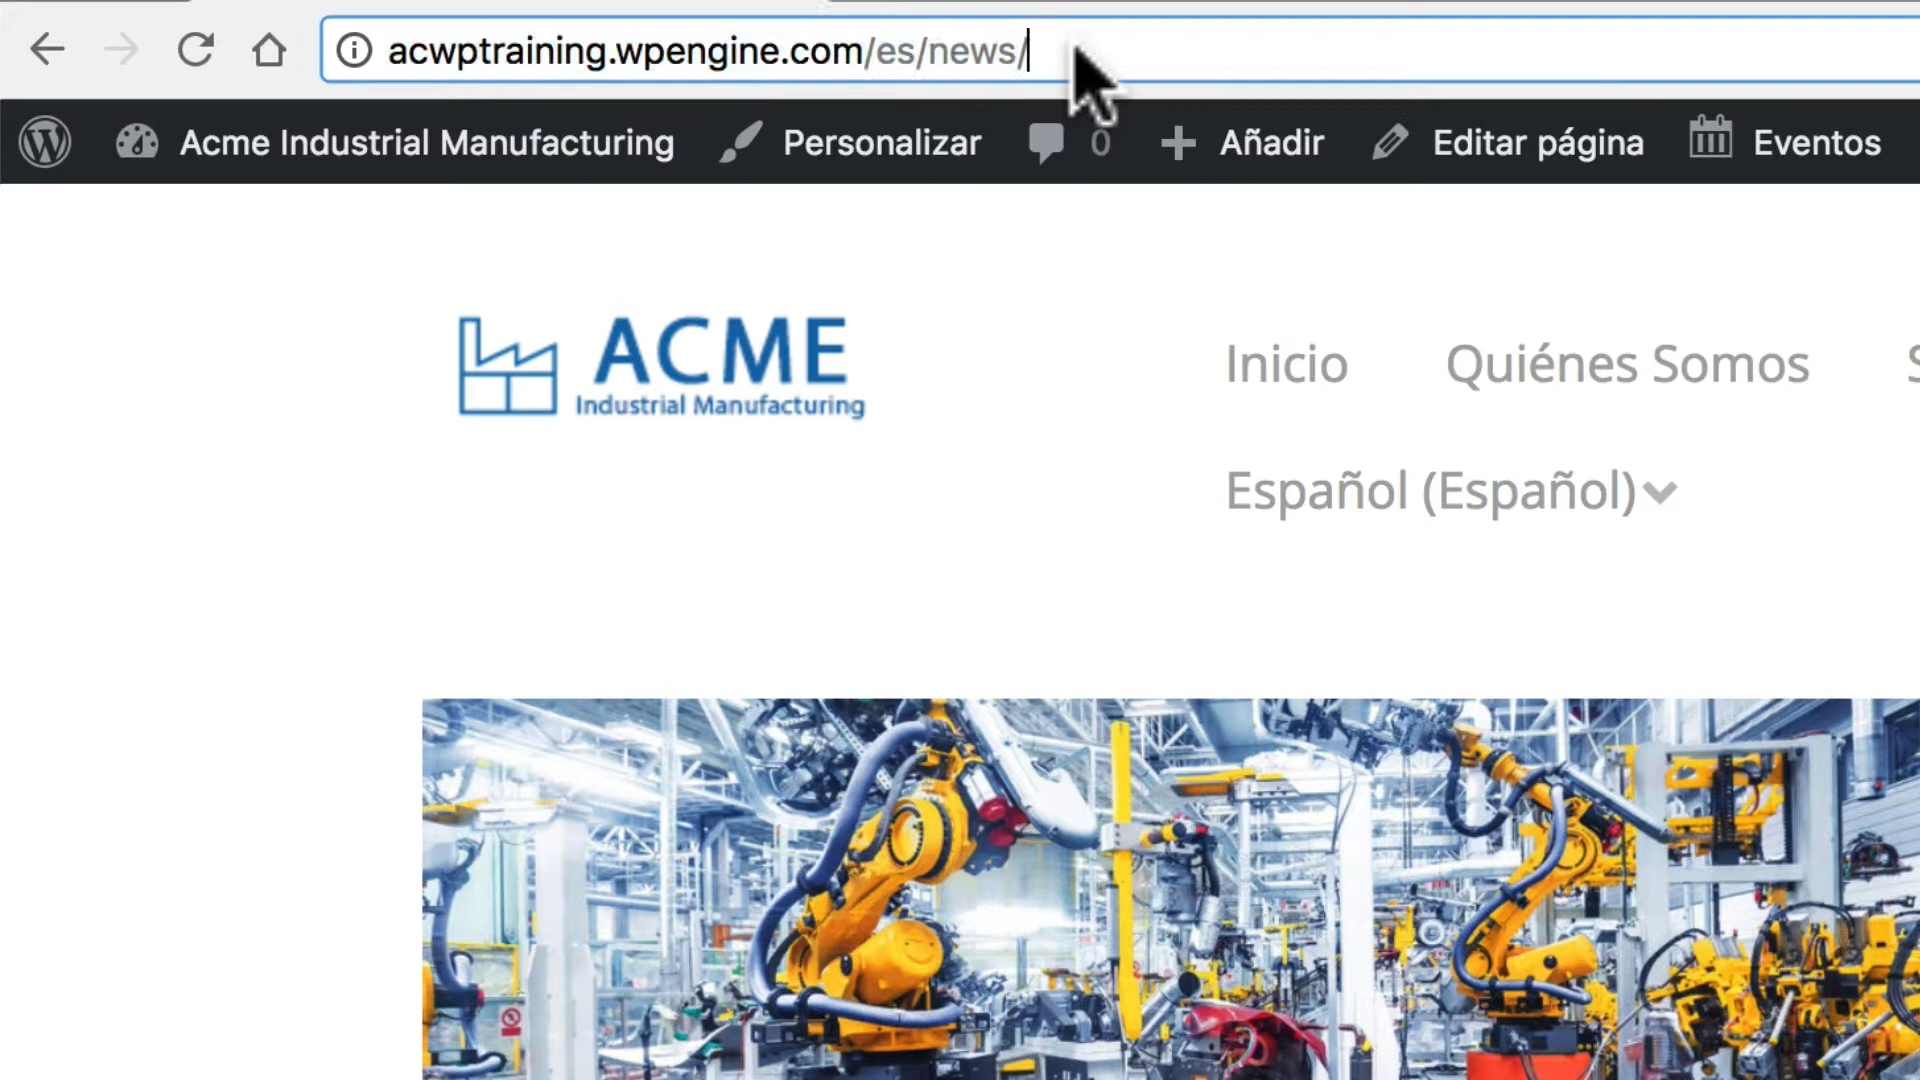 acwptraining.wpengine.com/es/news/
Acme Industrial Manufacturing Personalizar 0 Añadir Editar página Eventos
ACME
Industrial Manufacturing
Inicio Quiénes Somos
Español (Español)